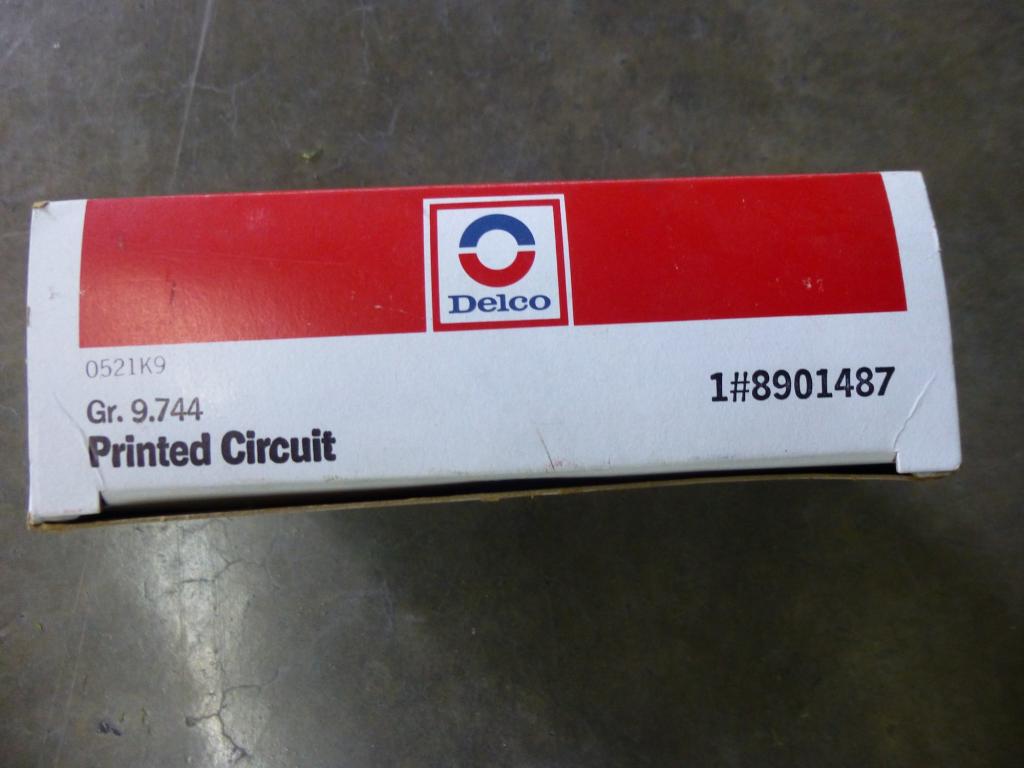 Delco
0521K9
1#8901487
Gr. 9.744
Printed Circuit